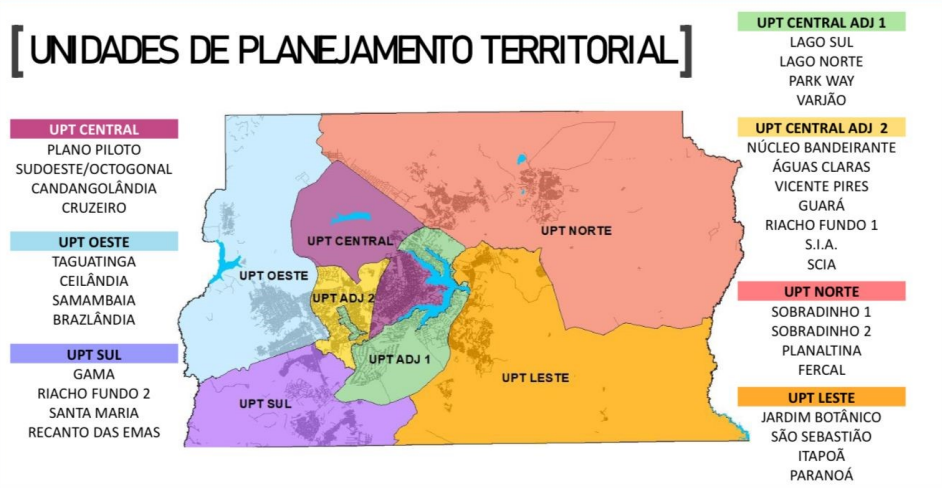 [UNIDADES DE PLANEJAMENTO TERRITORIAL]
UPT CENTRAL
PLANO PILOTO
SUDOESTE/OCTOGONAL
CANDANGOLÂNDIA
CRUZEIRO
UPT OESTE
TAGUATINGA
CEILÂNDIA
SAMAMBAIA
BRAZLÂNDIA
UPT SUL
GAMA
RIACHO FUNDO 2
SANTA MARIA
RECANTO DAS EMAS
UPT CENTRAL
UPT NORTE
UPT OESTE
UPT ADJ 2
UPT ADJ 1
UPT LESTE
UPT SUL
UPT CENTRAL ADJ 1
LAGO SUL
LAGO NORTE
PARK WAY
VARJÃO
UPT CENTRAL ADJ 2
NÚCLEO BANDEIRANTE
ÁGUAS CLARAS
VICENTE PIRES
GUARÁ
RIACHO FUNDO 1
S.I.A.
SCIA
UPT NORTE
SOBRADINHO 1
SOBRADINHO 2
PLANALTINA
FERCAL
UPT LESTE
JARDIM BOTÂNICO
SÃO SEBASTIÃO
ITAPOÃ
PARANOÁ